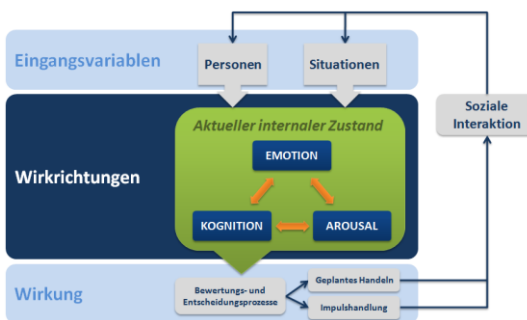 Eingangsvariablen
Personen
Situationen
Soziale
Interaktion
Aktueller internaler Zustand
EMOTION
Wirkrichtungen
KOGNITION
AROUSAL
Wirkung
Bewertungs- und
Entscheidungsprozesse
Geplantes Handeln
Impulshandlung